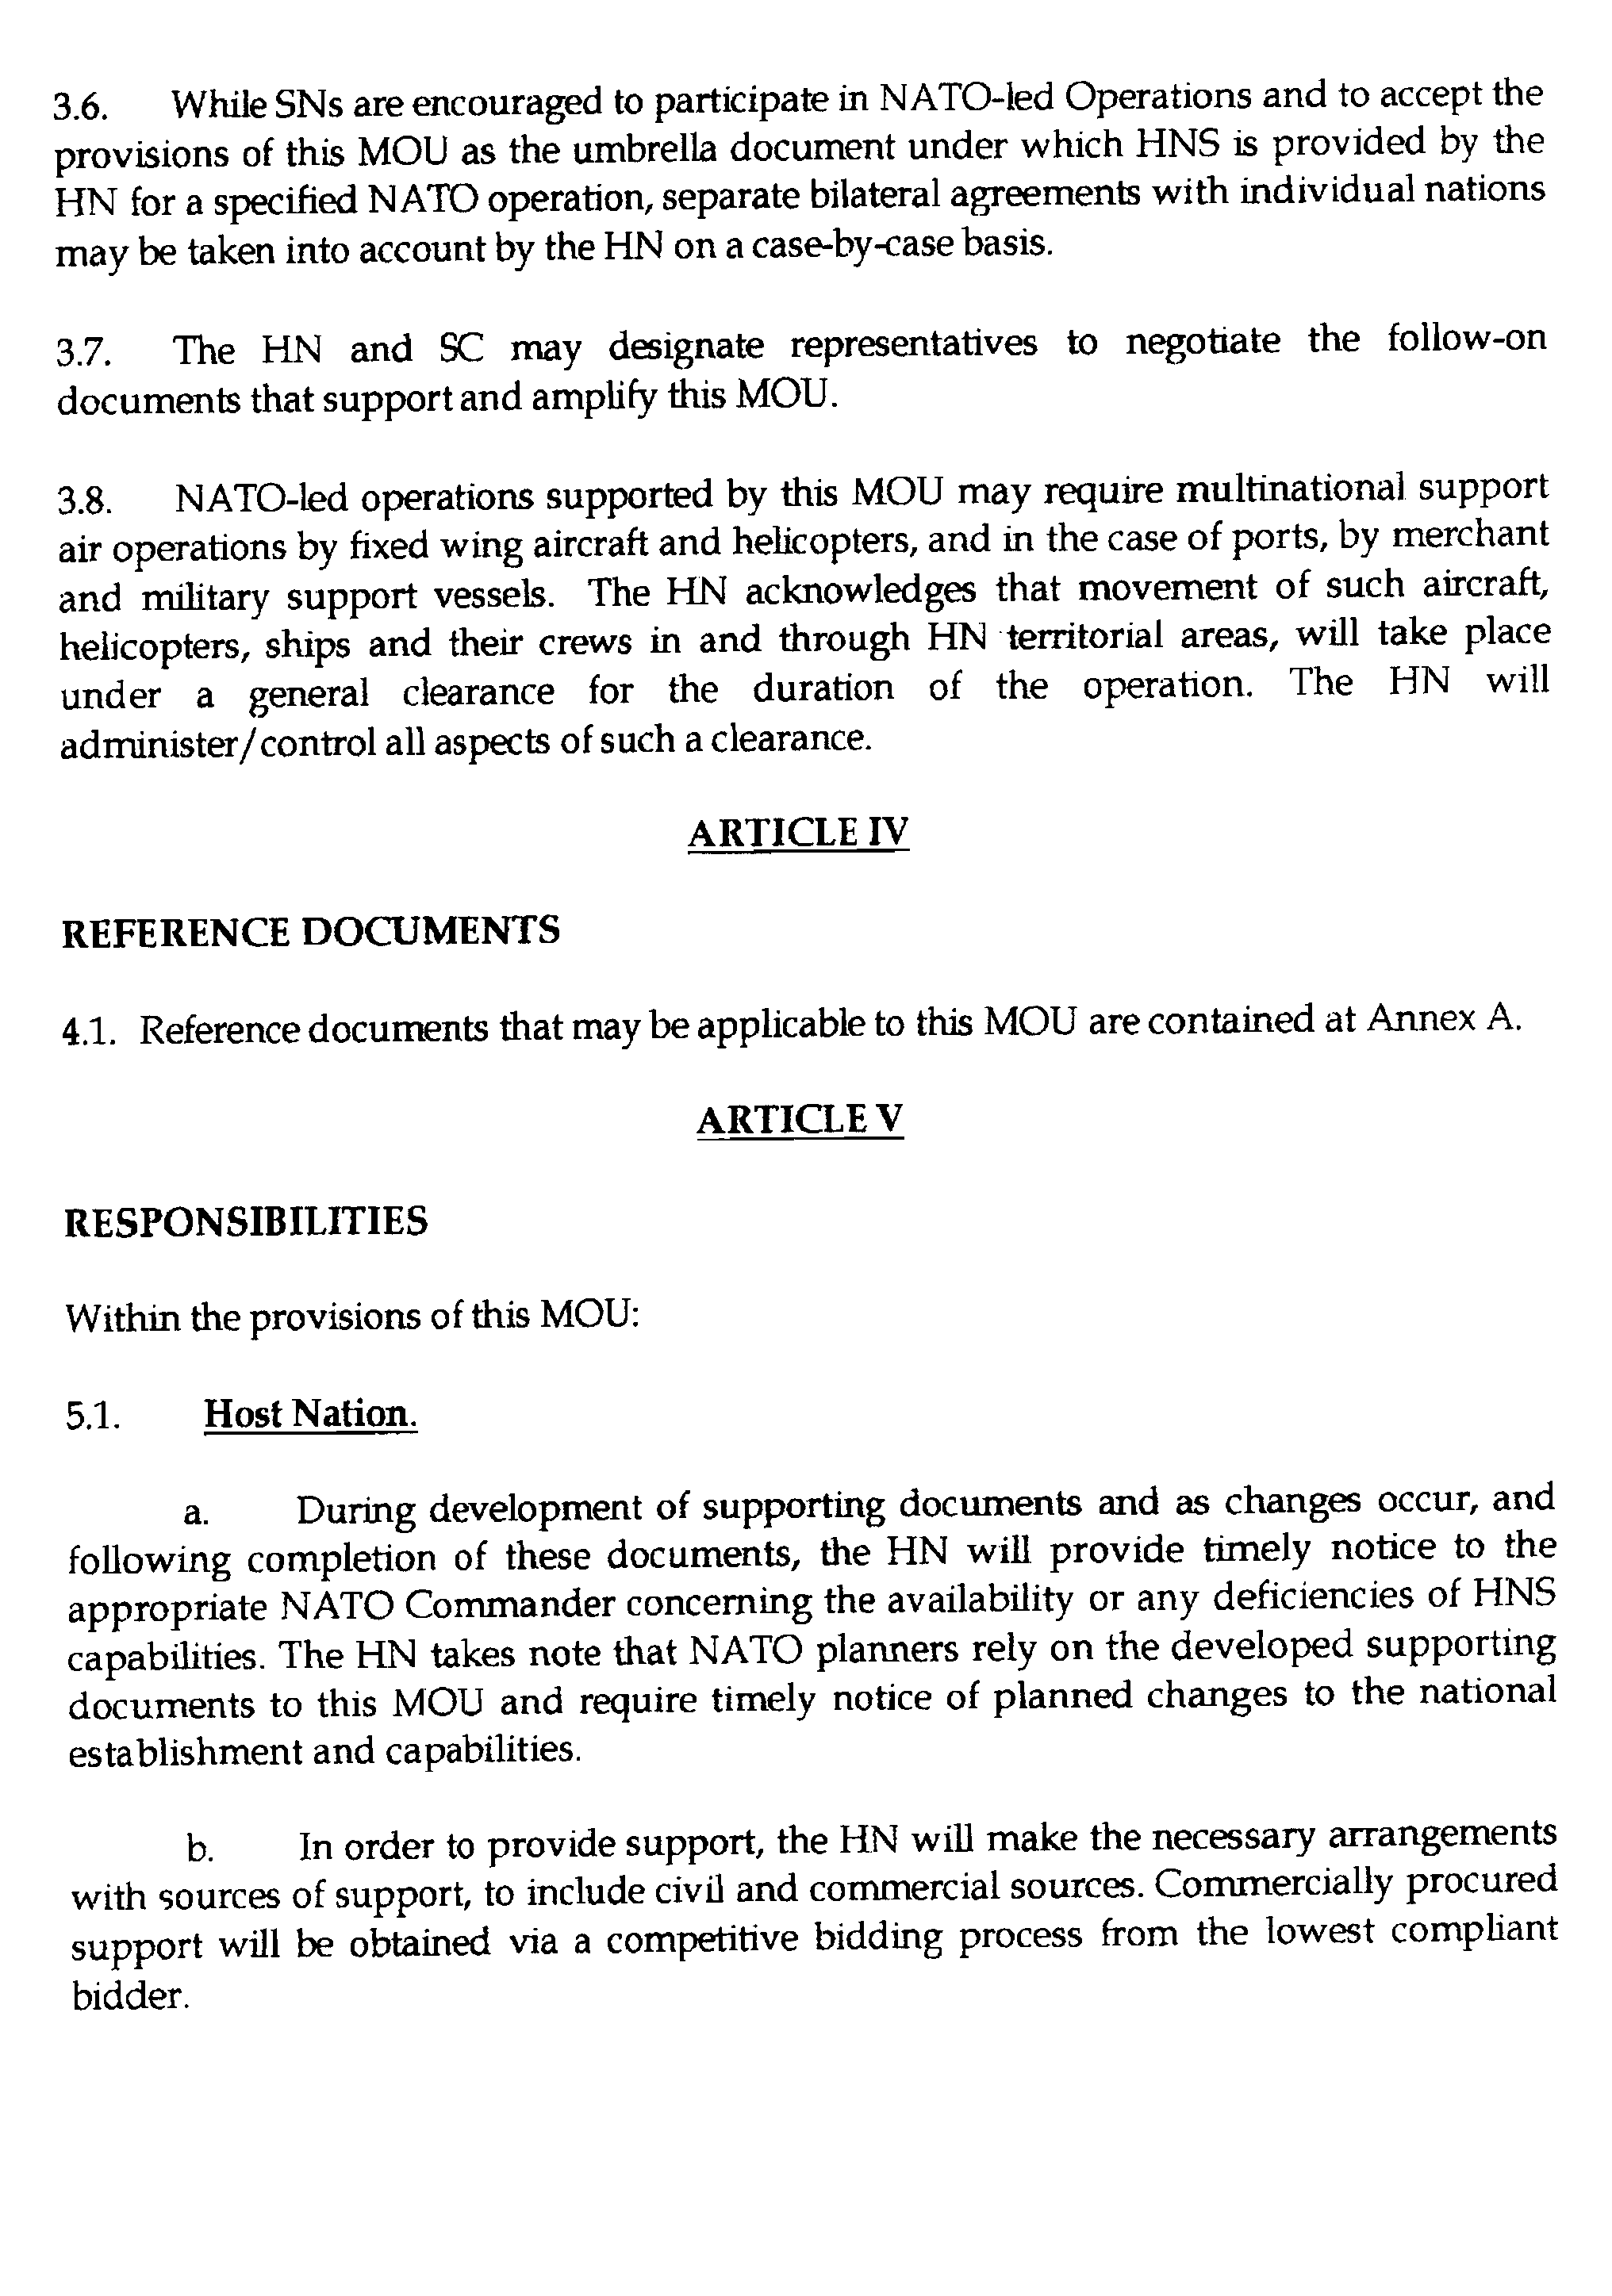 3.6. While SNs are encouraged to participate in NATO-led Operations and to accept the
provisions of this MOU as the umbrella document under which HNS is provided by the
HN for a specified NATO operation, separate bilateral agreements with individual nations
may be taken into account by the HN on a case-by-case basis.
3.7. The HN and SC may designate representatives to negotiate the follow-on
documents that support and amplify this MOU.
3.8. NATO-led operations supported by this MOU may require multinational support
air operations by fixed wing aircraft and helicopters, and in the case of ports, by merchant
and military support vessels. The HN acknowledges that movement of such aircraft,
helicopters, ships and their crews in and through HN territorial areas, will take place
under a general clearance for the duration of the operation. The HN will
administer/control all aspects of such a clearance.
ARTICLE IV
REFERENCE DOCUMENTS
4.1. Reference documents that may be applicable to this MOU are contained at Annex A.
ARTICLE V
RESPONSIBILITIES
Within the provisions of this MOU:
5.1. Host Nation.
a. During development of supporting documents and as changes occur, and
following completion of these documents, the HN will provide timely notice to the
appropriate NATO Commander concerning the availability or any deficiencies of HNS
capabilities. The HN takes note that NATO planners rely on the developed supporting
documents to this MOU and require timely notice of planned changes to the national
establishment and capabilities.
b. In order to provide support, the HN will make the necessary arrangements
with sources of support, to include civil and commercial sources. Commercially procured
support will be obtained via a competitive bidding process from the lowest compliant
bidder.